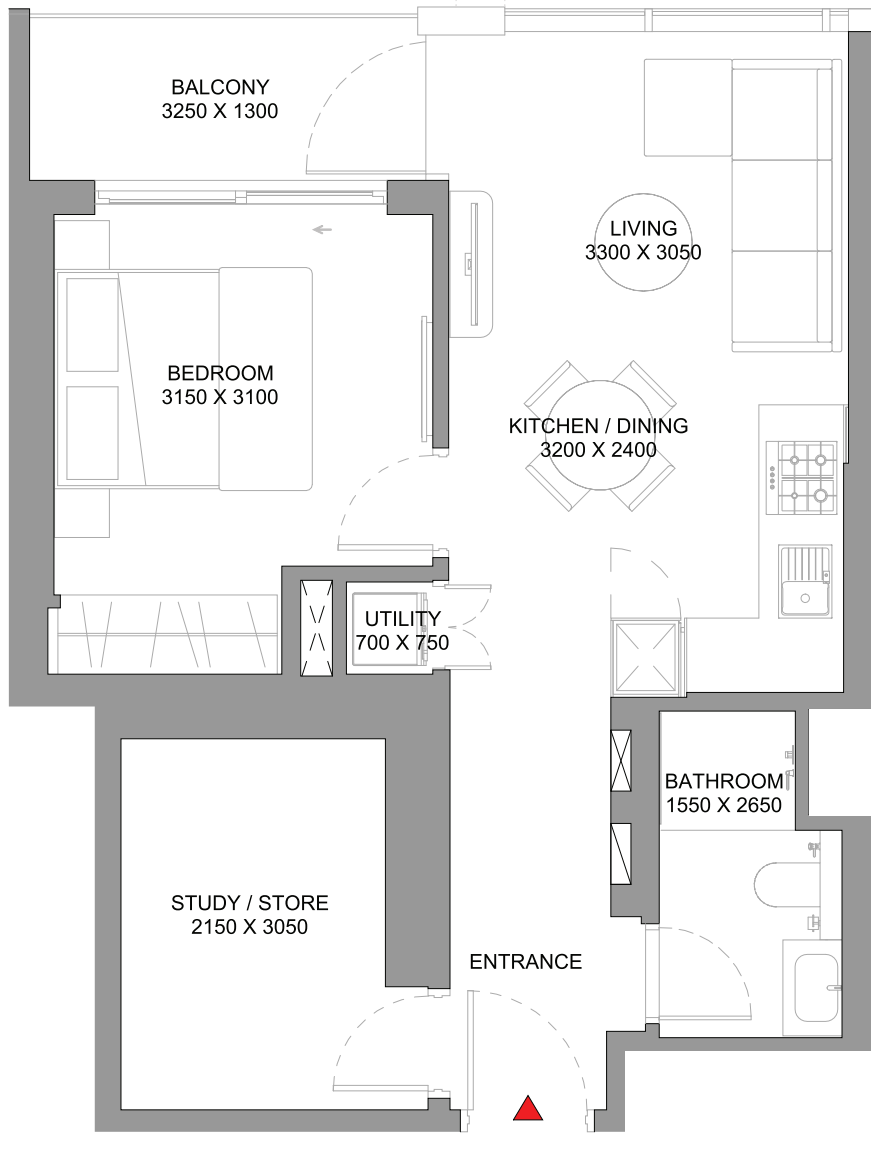 BALCONY
3250 X 1300
LIVING
3300 X 3050
BEDROOM
3150 X 3100
KITCHEN / DINING
3200 X 2400
UTILITY
700 X 750
BATHROOM
1550 X 2650
STUDY / STORE
2150 X 3050
ENTRANCE